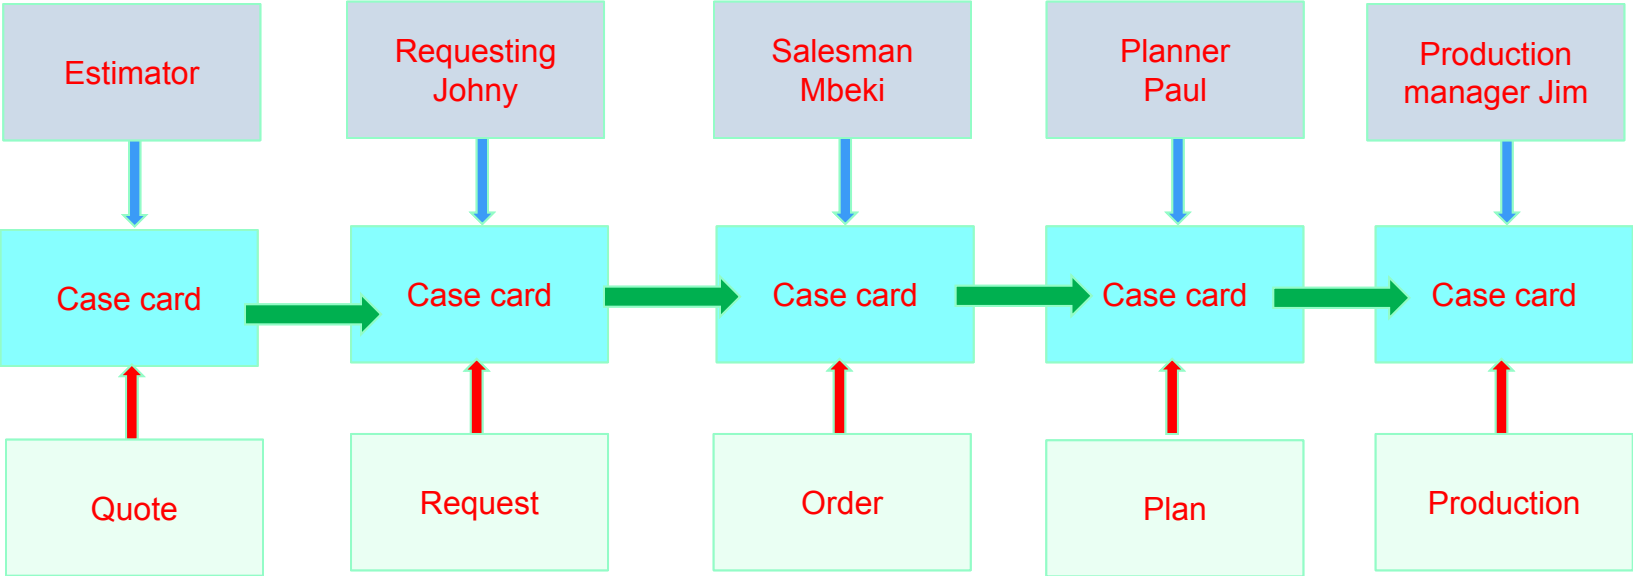 Estimator
Requesting
Johny
Salesman
Mbeki
Planner
Paul
Production
manager Jim
Case card
Case card
Case card
Case card
Case card
Quote
Request
Order
Plan
Production